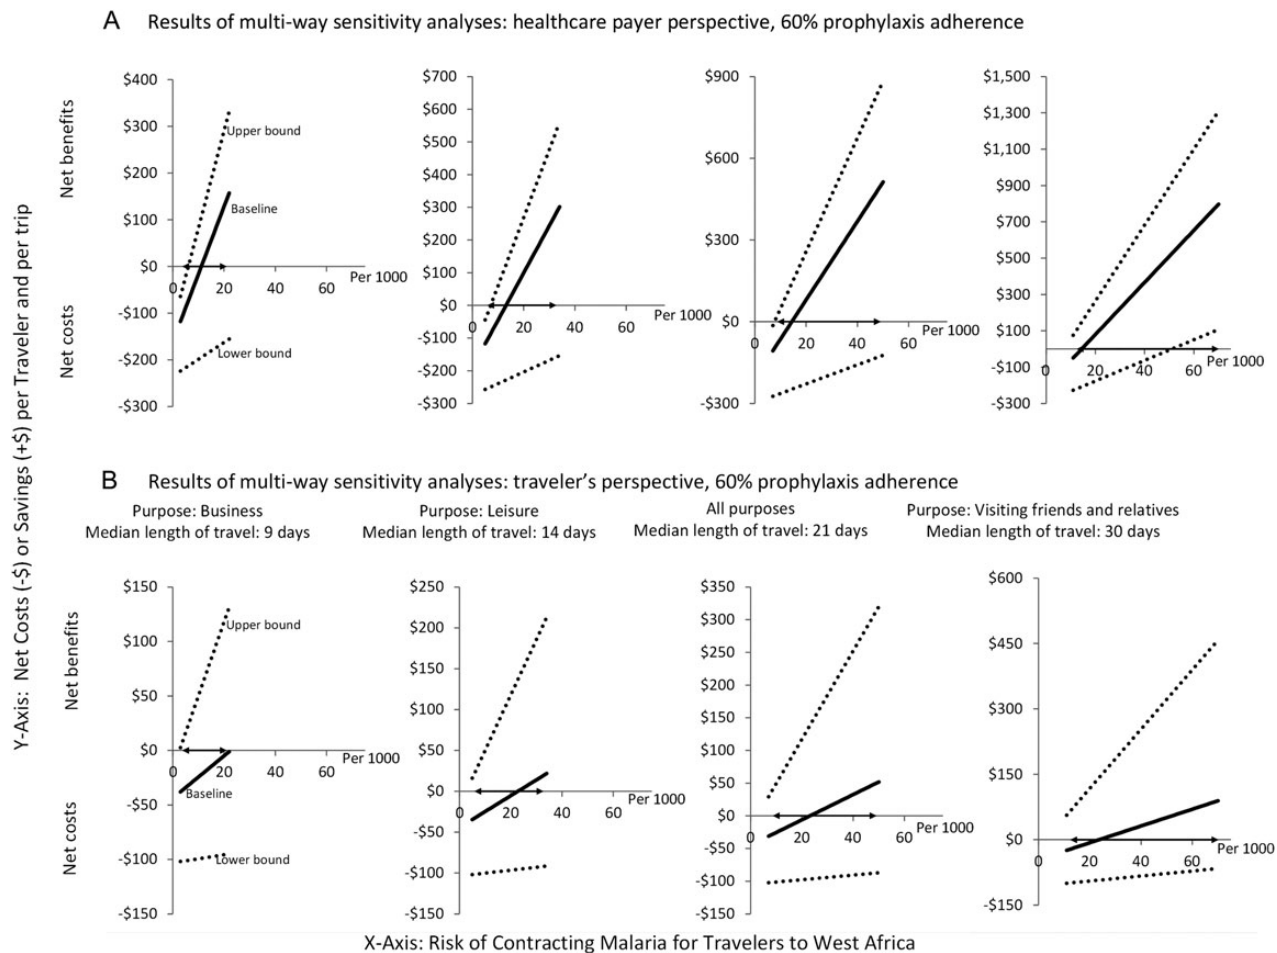 A Results of multi-way sensitivity analyses: healthcare payer perspective, 60% prophylaxis adherence
Y-Axis: Net Costs (-$) or Savings (+$) per Traveler and per trip
Net benefits
Net costs
$400
$300
$200
$100
$0
-$100
-$200
-$300
0 20 40 60
Per 1000
Upper bound
Baseline
Lower bound
$700
$600
$500
$400
$300
$200
$100
$0
-$100
-$200
-$300
0 20 40 60
Per 1000
$900
$600
$300
$0
-$300
0 20 40 60
Per 1000
$1,500
$1,300
$1,100
$900
$700
$500
$300
$100
-$100
-$300
0 20 40 60
Per 1000
B Results of multi-way sensitivity analyses: traveler’s perspective, 60% prophylaxis adherence
Net benefits
Net costs
Purpose: Business
Median length of travel: 9 days
$150
$100
$50
$0
-$50
-$100
-$150
0 20 40 60
Per 1000
Upper bound
Baseline
Lower bound
Purpose: Leisure
Median length of travel: 14 days
$250
$200
$150
$100
$50
$0
-$50
-$100
-$150
0 20 40 60
Per 1000
All purposes
Median length of travel: 21 days
$350
$300
$250
$200
$150
$100
$50
$0
-$50
-$100
-$150
0 20 40 60
Per 1000
Purpose: Visiting friends and relatives
Median length of travel: 30 days
$600
$450
$300
$150
$0
-$150
0 20 40 60
Per 1000
X-Axis: Risk of Contracting Malaria for Travelers to West Africa